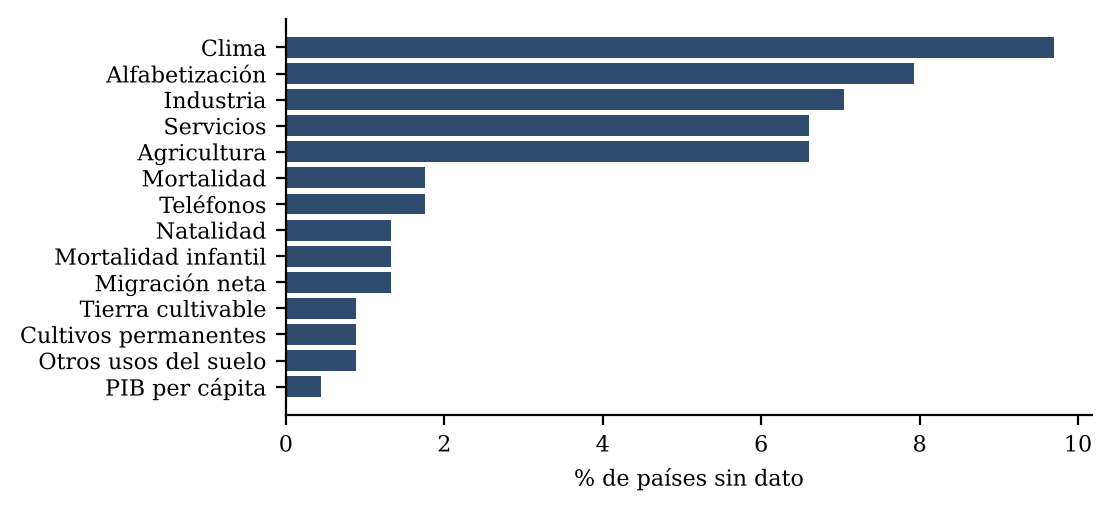 Clima
Alfabetización
Industria
Servicios
Agricultura
Mortalidad
Teléfonos
Natalidad
Mortalidad infantil
Migración neta
Tierra cultivable
Cultivos permanentes
Otros usos del suelo
PIB per cápita
0 2 4 6 8 10
% de países sin dato